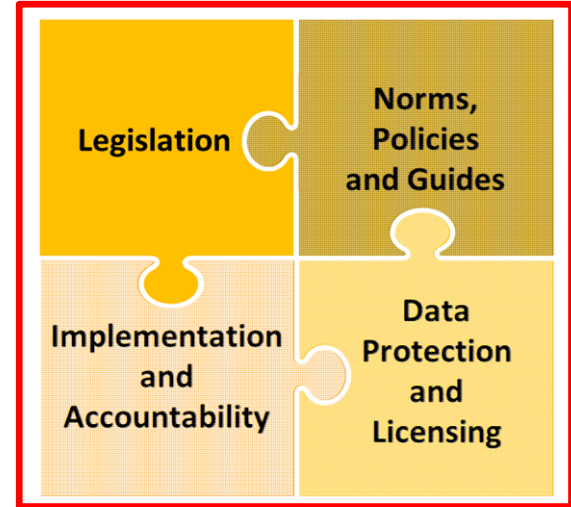 Legislation
Norms,
Policies
and Guides
Implementation
and
Accountability
Data
Protection
and
Licensing